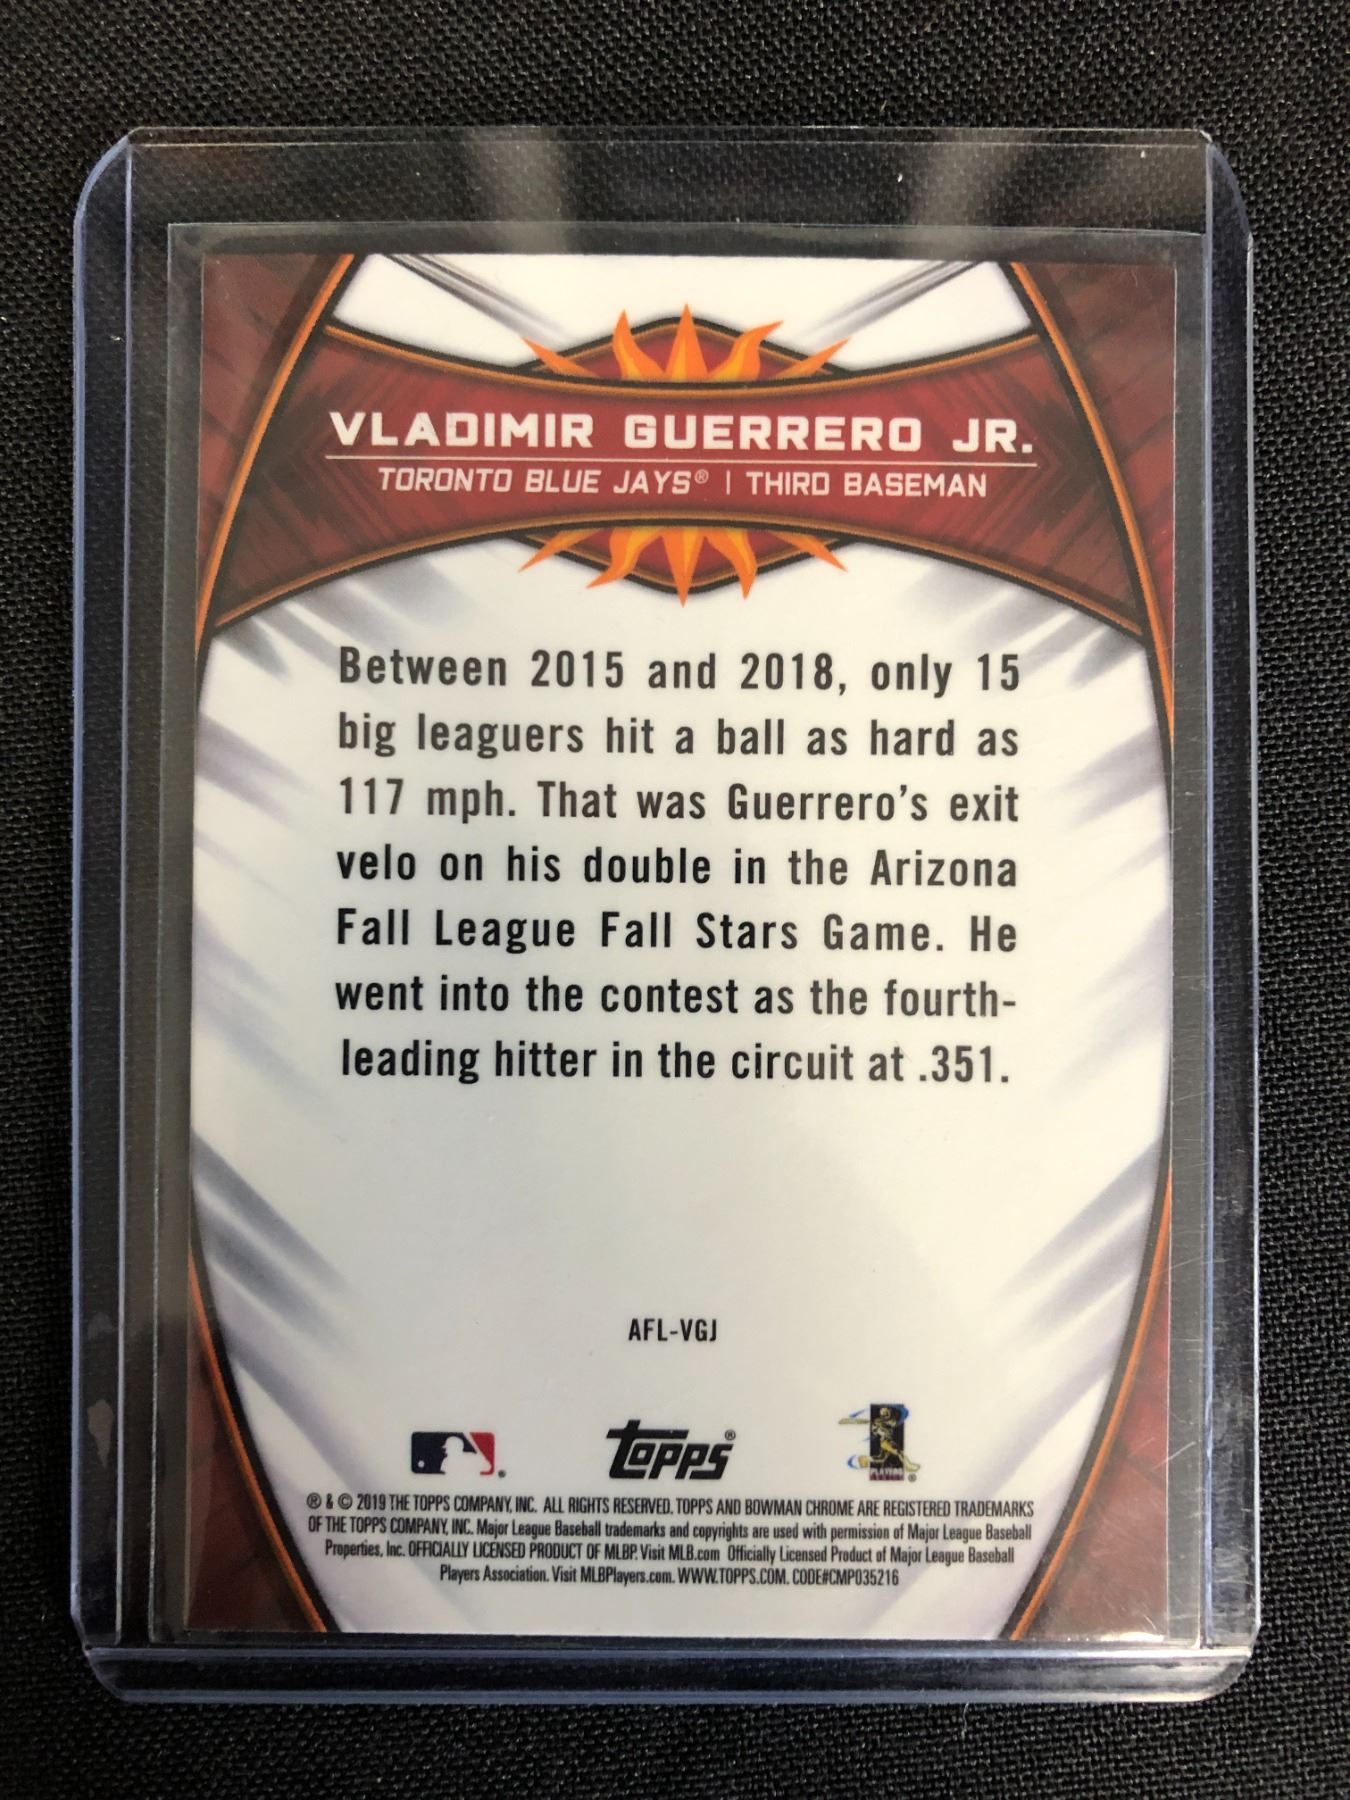 VLADIMIR GUERRERO JR.
TORONTO BLUE JAYS® | THIRD BASEMAN
Between 2015 and 2018, only 15
big leaguers hit a ball as hard as
117 mph. That was Guerrero's exit
velo on his double in the Arizona
Fall League Fall Stars Game. He
went into the contest as the fourth-
leading hitter in the circuit at .351.
AFL-VGJ
topps®
PLAYERS
® & © 2019 THE TOPPS COMPANY, INC. ALL RIGHTS RESERVED. TOPPS AND BOWMAN CHROME ARE REGISTERED TRADEMARKS
OF THE TOPPS COMPANY, INC. Major League Baseball trademarks and copyrights are used with permission of Major League Baseball
Properties, Inc. OFFICIALLY LICENSED PRODUCT OF MLBP. Visit MLB.com Officially Licensed Product of Major League Baseball
Players Association. Visit MLBPlayers.com. WWW.TOPPS.COM. CODE#CMP035216